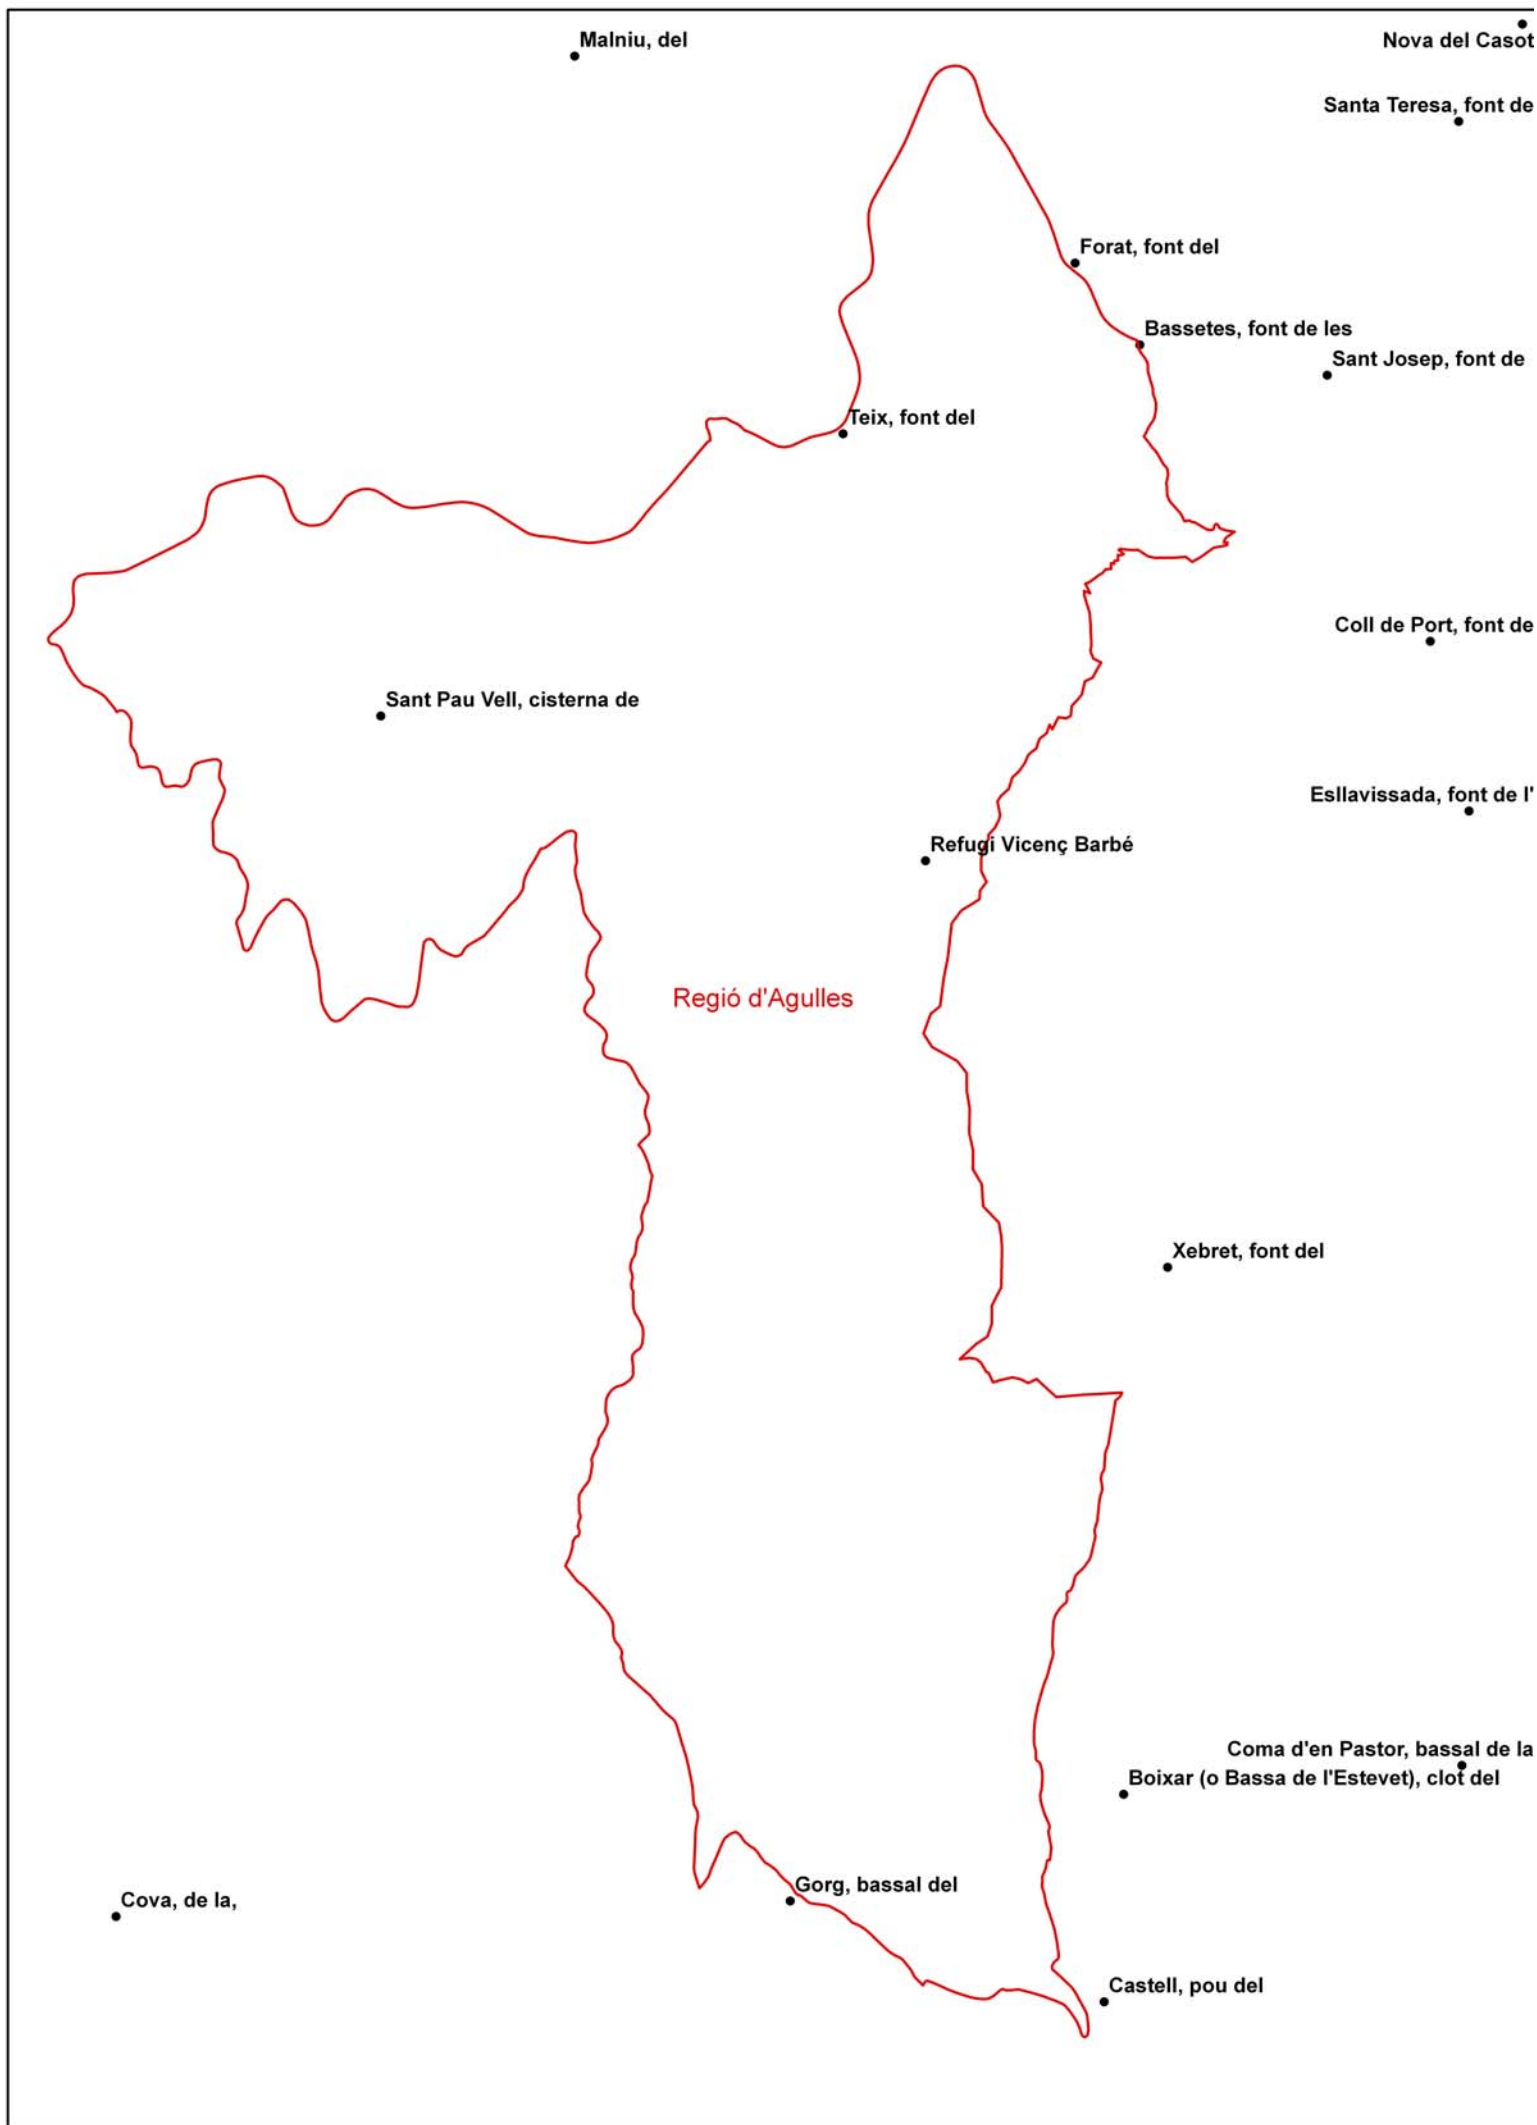 Malniu, del
Nova del Casot
Santa Teresa, font de
Forat, font del
Bassetes, font de les
Sant Josep, font de
Teix, font del
Coll de Port, font de
Sant Pau Vell, cisterna de
Esllavissada, font de l'
Refugi Vicenç Barbé
Regió d'Agulles
Xebret, font del
Coma d'en Pastor, bassal de la
Boixar (o Bassa de l'Estevet), clot del
Gorg, bassal del
Cova, de la,
Castell, pou del